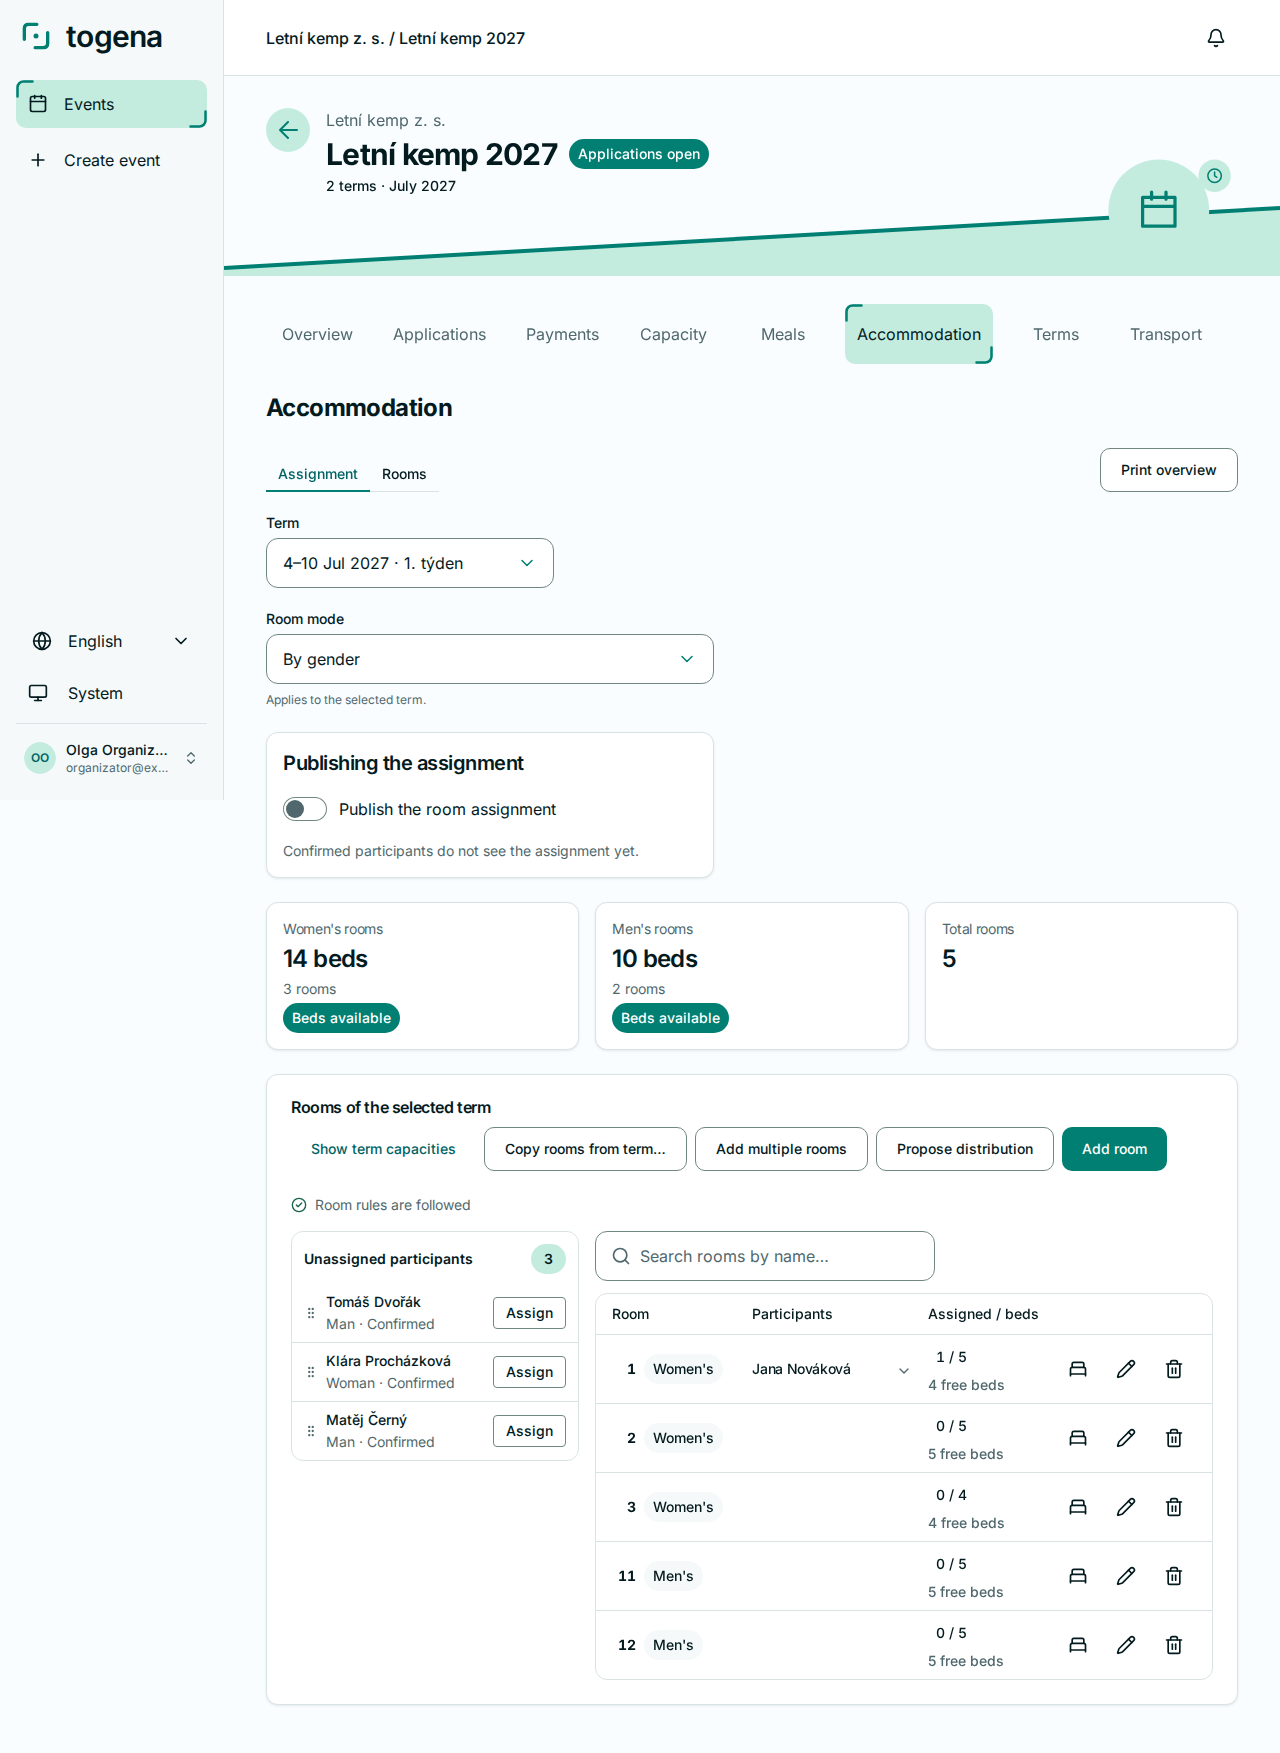 togena
Letní kemp z. s. / Letní kemp 2027
Events
Create event
Letní kemp z. s.
Letní kemp 2027
Applications open
2 terms · July 2027
Overview
Applications
Payments
Capacity
Meals
Accommodation
Terms
Transport
Accommodation
Assignment
Rooms
Print overview
Term
4–10 Jul 2027 · 1. týden
Room mode
By gender
Applies to the selected term.
English
System
OO
Olga Organiz...
organizator@ex...
Publishing the assignment
Publish the room assignment
Confirmed participants do not see the assignment yet.
Women's rooms
14 beds
3 rooms
Beds available
Men's rooms
10 beds
2 rooms
Beds available
Total rooms
5
Rooms of the selected term
Show term capacities
Copy rooms from term...
Add multiple rooms
Propose distribution
Add room
Room rules are followed
Unassigned participants
3
Tomáš Dvořák
Man · Confirmed
Assign
Klára Procházková
Woman · Confirmed
Assign
Matěj Černý
Man · Confirmed
Assign
Search rooms by name...
Room Participants Assigned / beds
1 Women's Jana Nováková 1 / 5
4 free beds
2 Women's 0 / 5
5 free beds
3 Women's 0 / 4
4 free beds
11 Men's 0 / 5
5 free beds
12 Men's 0 / 5
5 free beds